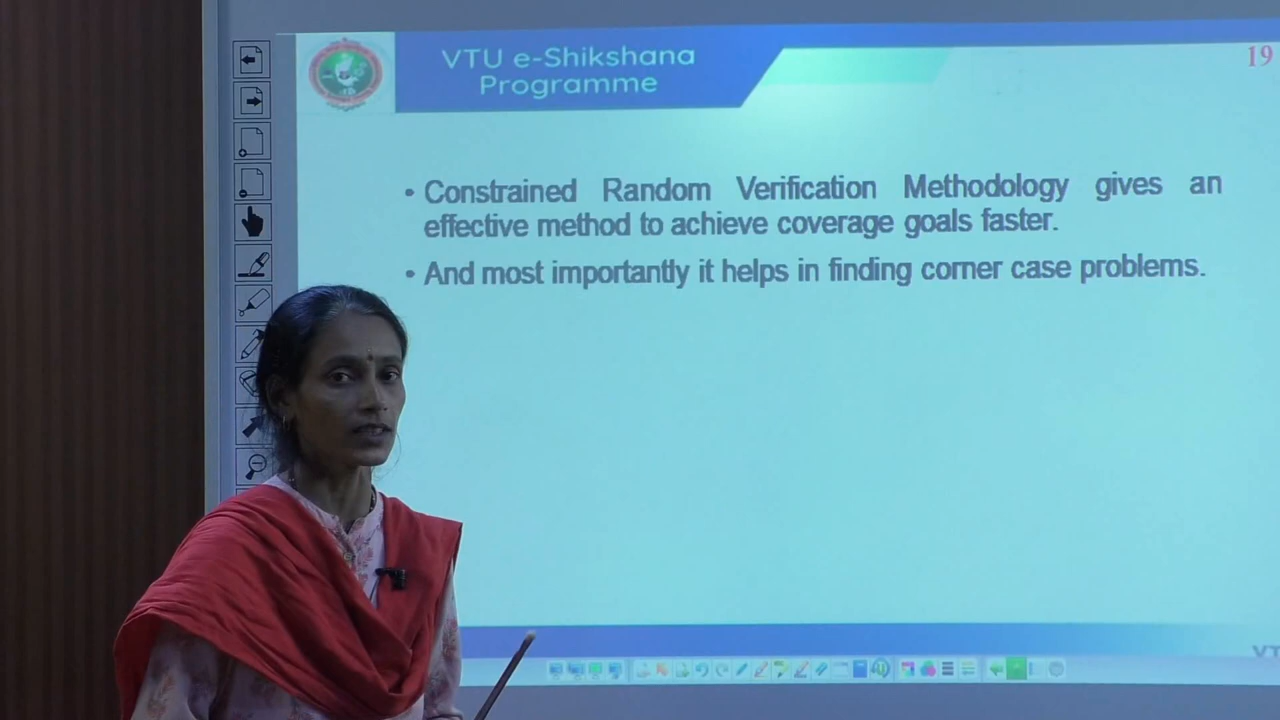 VTU e-Shikshana
Programme
19
• Constrained Random Verification Methodology gives an
effective method to achieve coverage goals faster.
• And most importantly it helps in finding corner case problems.
VT